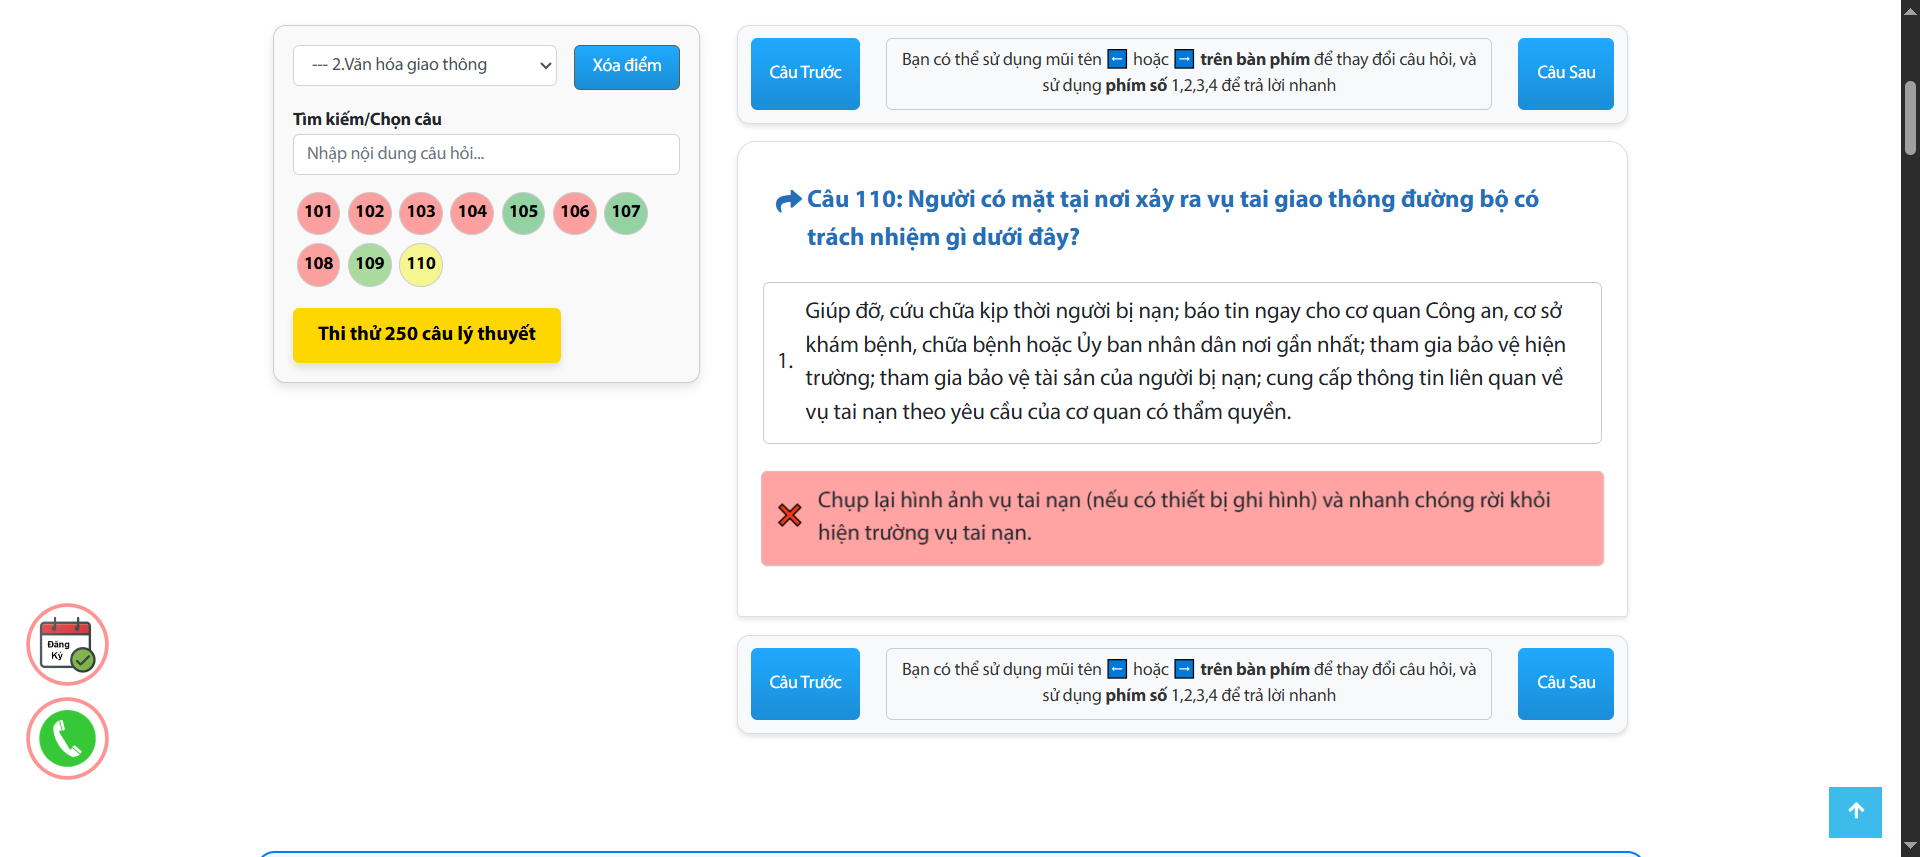 --- 2.Văn hóa giao thông
Xóa điểm
Tìm kiếm/Chọn câu
Nhập nội dung câu hỏi...
101 102 103 104 105 106 107
108 109 110
Thi thử 250 câu lý thuyết
Đăng
Ký
Câu Trước
Bạn có thể sử dụng mũi tên ← hoặc → trên bàn phím để thay đổi câu hỏi, và
sử dụng phím số 1,2,3,4 để trả lời nhanh
Câu Sau
Câu 110: Người có mặt tại nơi xảy ra vụ tai giao thông đường bộ có
trách nhiệm gì dưới đây?
1.
Giúp đỡ, cứu chữa kịp thời người bị nạn; báo tin ngay cho cơ quan Công an, cơ sở
khám bệnh, chữa bệnh hoặc Ủy ban nhân dân nơi gần nhất; tham gia bảo vệ hiện
trường; tham gia bảo vệ tài sản của người bị nạn; cung cấp thông tin liên quan về
vụ tai nạn theo yêu cầu của cơ quan có thẩm quyền.
Chụp lại hình ảnh vụ tai nạn (nếu có thiết bị ghi hình) và nhanh chóng rời khỏi
hiện trường vụ tai nạn.
Câu Trước
Bạn có thể sử dụng mũi tên ← hoặc → trên bàn phím để thay đổi câu hỏi, và
sử dụng phím số 1,2,3,4 để trả lời nhanh
Câu Sau